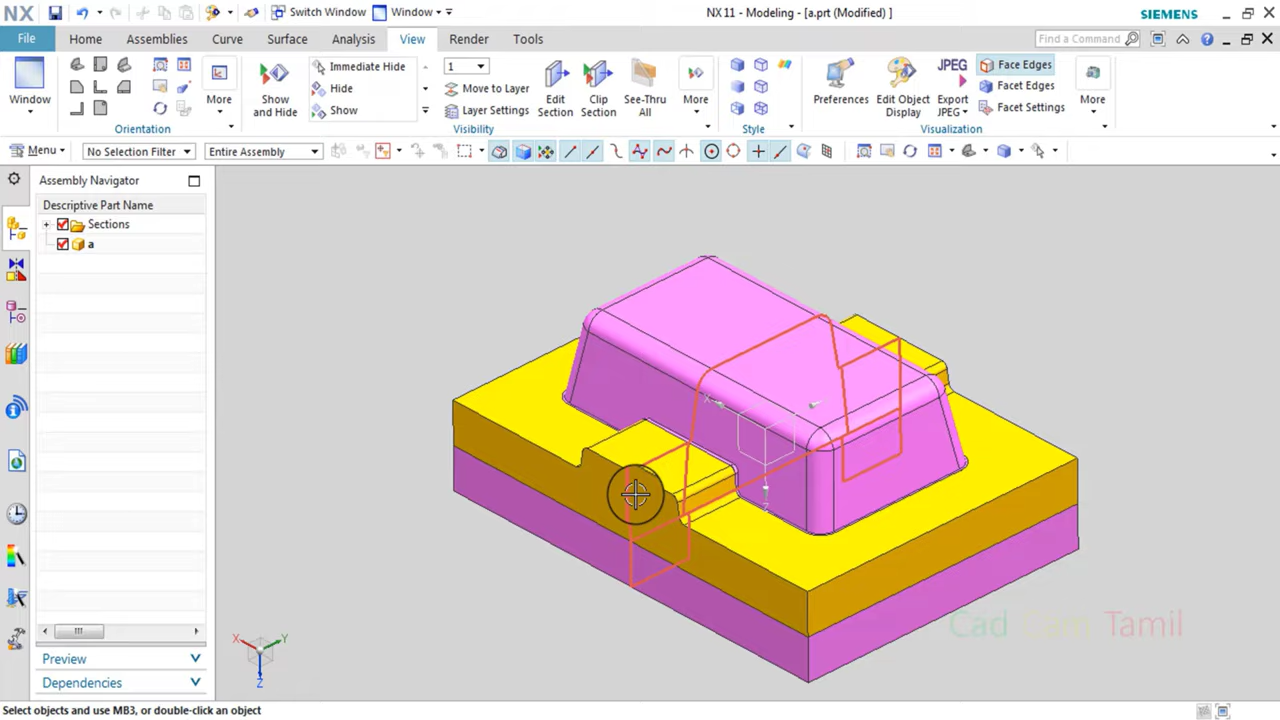 NX Switch Window Window NX 11 - Modeling - [a.prt (Modified) ] SIEMENS
File Home Assemblies Curve Surface Analysis View Render Tools Find a Command
Window More Show and Hide Immediate Hide Hide Show 1 Move to Layer Layer Settings Edit Section Clip Section See-Thru All More Preferences Edit Object Display JPEG Export JPEG Face Edges Facet Edges Facet Settings More
Orientation Visibility Style Visualization
Menu No Selection Filter Entire Assembly
Assembly Navigator
Descriptive Part Name
Sections
a
X
Z
Cad Cam Tamil
X Y
Z
Preview
Dependencies
Select objects and use MB3, or double-click an object